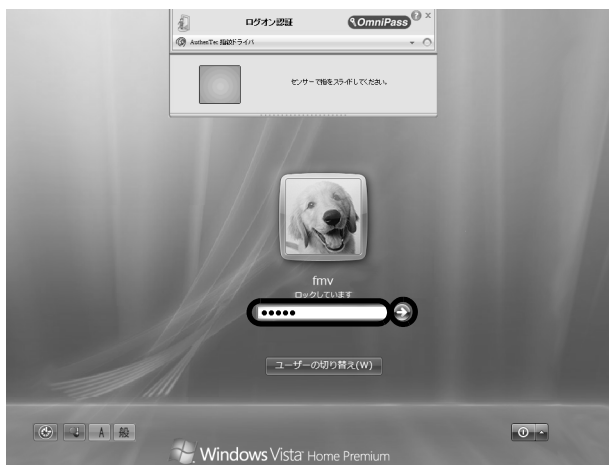 ログオン認証
OmniPass
AuthenTec 指紋ドライバ
センサーで指をスライドしてください。
fmv
ロックしています
●●●●●
ユーザーの切り替え(W)
A 般
Windows Vista Home Premium